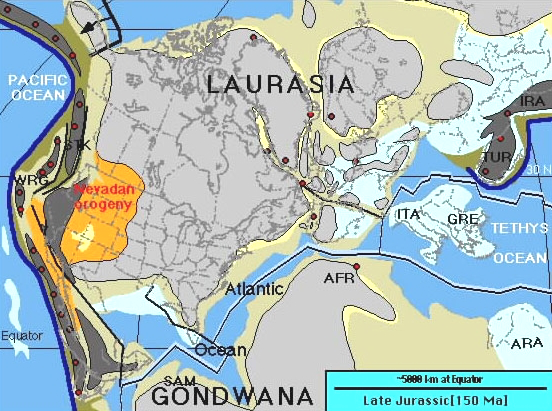 PACIFIC
OCEAN
LAURASIA
IRA
STK
TUR
30 N
WRG
Nevadan
orogeny
ITA
GRE
TETHYS
OCEAN
AFR
Atlantic
Equator
Ocean
ARA
SAM
GONDWANA
~5000 km at Equator
Late Jurassic[150 Ma]